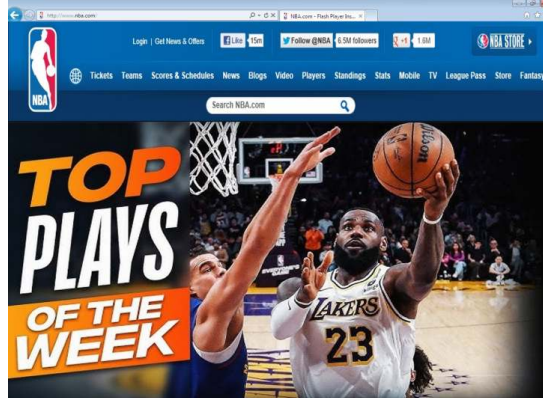 http://www.nba.com/
NBA.com - Flash Player Ins...
Login | Get News & Offers
Like 15m
Follow @NBA 6.5M followers
+1 1.6M
NBA STORE
NBA
Tickets Teams Scores & Schedules News Blogs Video Players Standings Stats Mobile TV League Pass Store Fantasy
Search NBA.com
TOP
PLAYS
OF THE
WEEK
Wilson
LAKERS
23